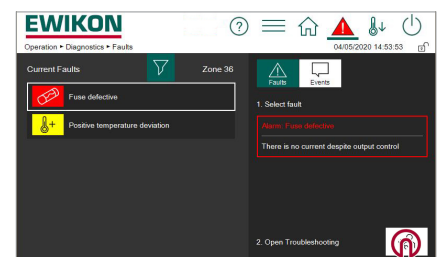 EWIKON
Operation ▸ Diagnostics ▸ Faults
04/05/2020 14:53:53
Current Faults
Zone 36
Fuse defective
Positive temperature deviation
Faults
Events
1. Select fault
Alarm: Fuse defective
There is no current despite output control
2. Open Troubleshooting